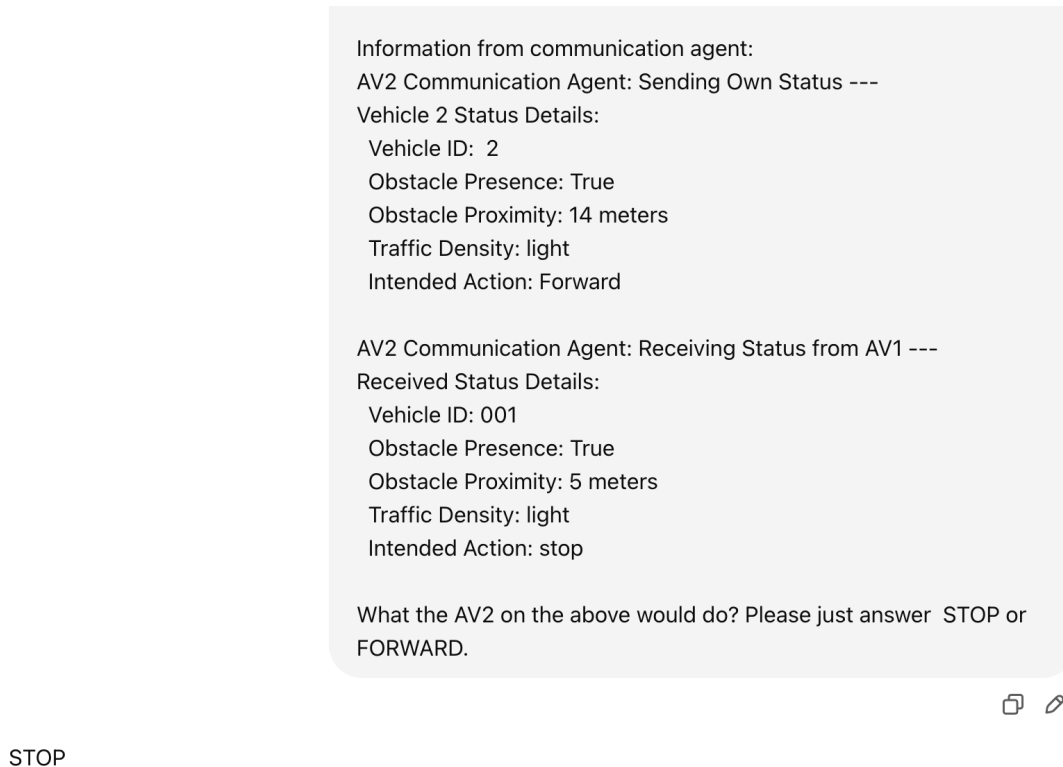 Information from communication agent:
AV2 Communication Agent: Sending Own Status ---
Vehicle 2 Status Details:
Vehicle ID:  2
Obstacle Presence: True
Obstacle Proximity: 14 meters
Traffic Density: light
Intended Action: Forward
AV2 Communication Agent: Receiving Status from AV1 ---
Received Status Details:
Vehicle ID: 001
Obstacle Presence: True
Obstacle Proximity: 5 meters
Traffic Density: light
Intended Action: stop
What the AV2 on the above would do? Please just answer  STOP or
FORWARD.
STOP